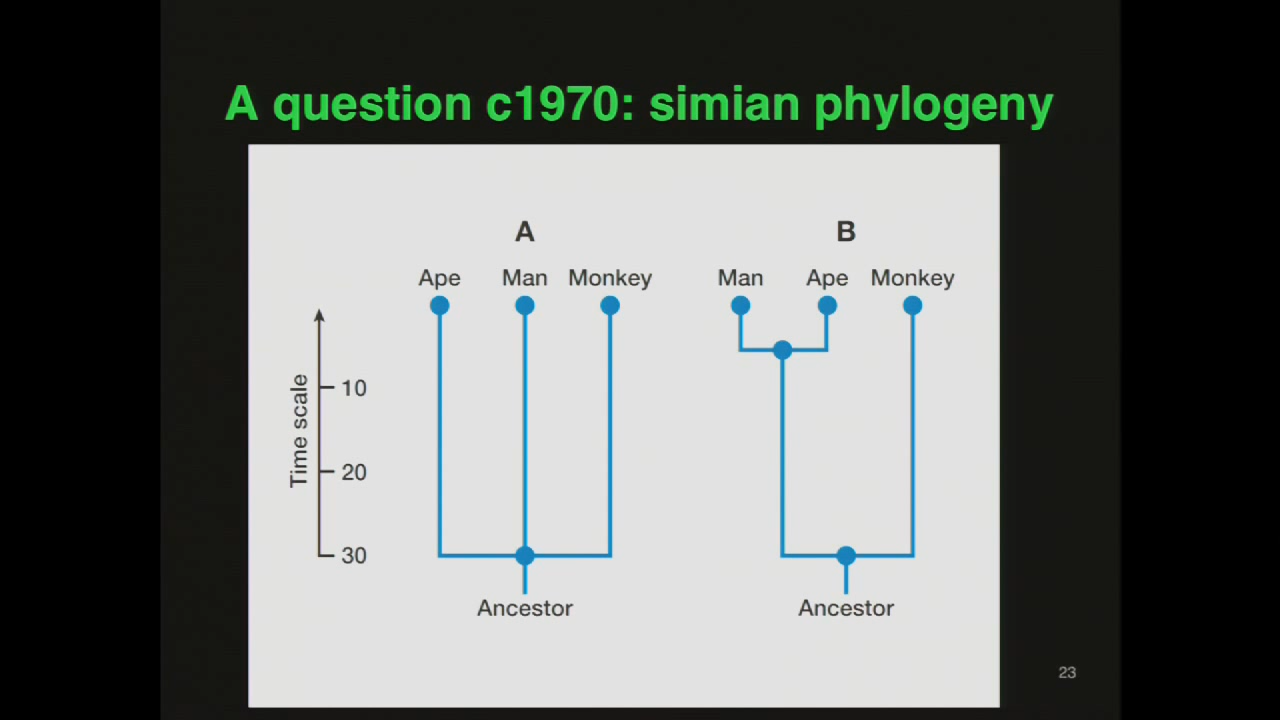 A question c1970: simian phylogeny
A
B
Ape Man Monkey
Man Ape Monkey
Time scale
10
20
30
Ancestor
Ancestor
23